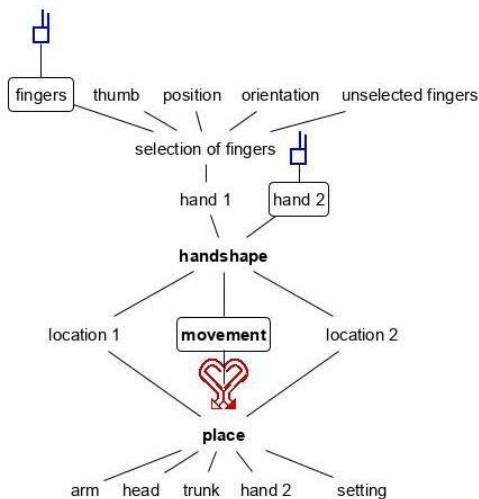 fingers thumb position orientation unselected fingers
selection of fingers
hand 1 hand 2
handshape
location 1 movement location 2
place
arm head trunk hand 2 setting